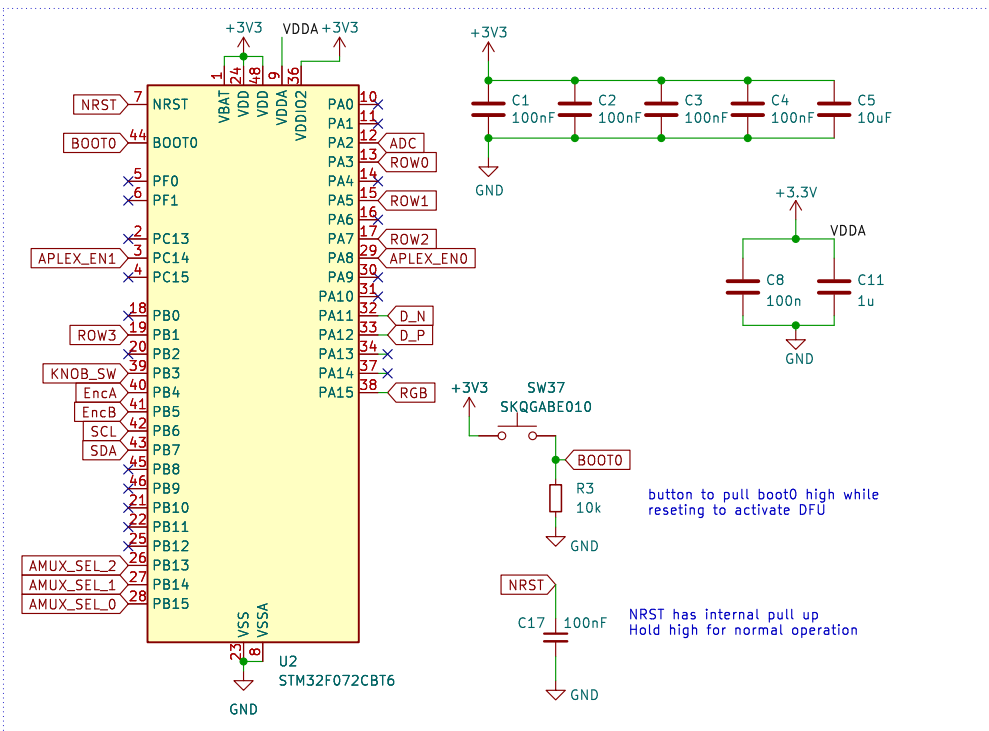 +3V3
VDDA
+3V3
1
24
48
9
36
VBAT
VDD
VDD
VDDA
VDDIO2
NRST
7
NRST
BOOT0
44
BOOT0
5
PF0
6
PF1
2
PC13
APLEX_EN1
3
PC14
4
PC15
18
PB0
ROW3
19
PB1
20
PB2
KNOB_SW
39
PB3
EncA
40
PB4
EncB
41
PB5
SCL
42
PB6
SDA
43
PB7
45
PB8
46
PB9
21
PB10
22
PB11
25
PB12
AMUX_SEL_2
26
PB13
AMUX_SEL_1
27
PB14
AMUX_SEL_0
28
PB15
PA0
10
PA1
11
PA2
12
ADC
PA3
13
ROW0
PA4
14
PA5
15
ROW1
PA6
16
PA7
17
ROW2
PA8
29
APLEX_EN0
PA9
30
PA10
31
PA11
32
D_N
PA12
33
D_P
PA13
34
PA14
37
PA15
38
RGB
VSS
VSSA
23
8
U2
STM32F072CBT6
GND
+3V3
C1
100nF
C2
100nF
C3
100nF
C4
100nF
C5
10uF
GND
+3.3V
VDDA
C8
100n
C11
1u
GND
+3V3
SW37
SKQGABE010
BOOT0
R3
10k
GND
button to pull boot0 high while
reseting to activate DFU
NRST
C17
100nF
GND
NRST has internal pull up
Hold high for normal operation